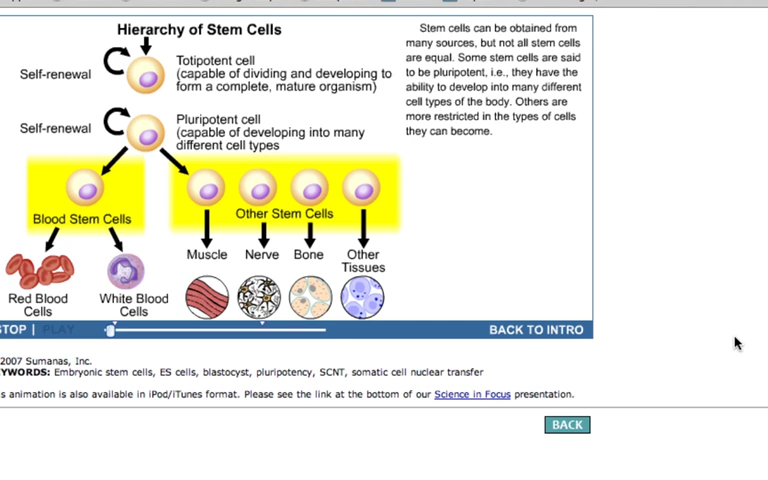 Hierarchy of Stem Cells
Self-renewal
Totipotent cell
(capable of dividing and developing to
form a complete, mature organism)
Self-renewal
Pluripotent cell
(capable of developing into many
different cell types
Blood Stem Cells
Other Stem Cells
Muscle
Nerve
Bone
Other
Tissues
Red Blood
Cells
White Blood
Cells
Stem cells can be obtained from
many sources, but not all stem cells
are equal. Some stem cells are said
to be pluripotent, i.e., they have the
ability to develop into many different
cell types of the body. Others are
more restricted in the types of cells
they can become.
STOP | PLAY
BACK TO INTRO
2007 Sumanas, Inc.
YWORDS: Embryonic stem cells, ES cells, blastocyst, pluripotency, SCNT, somatic cell nuclear transfer
s animation is also available in iPod/iTunes format. Please see the link at the bottom of our Science in Focus presentation.
BACK